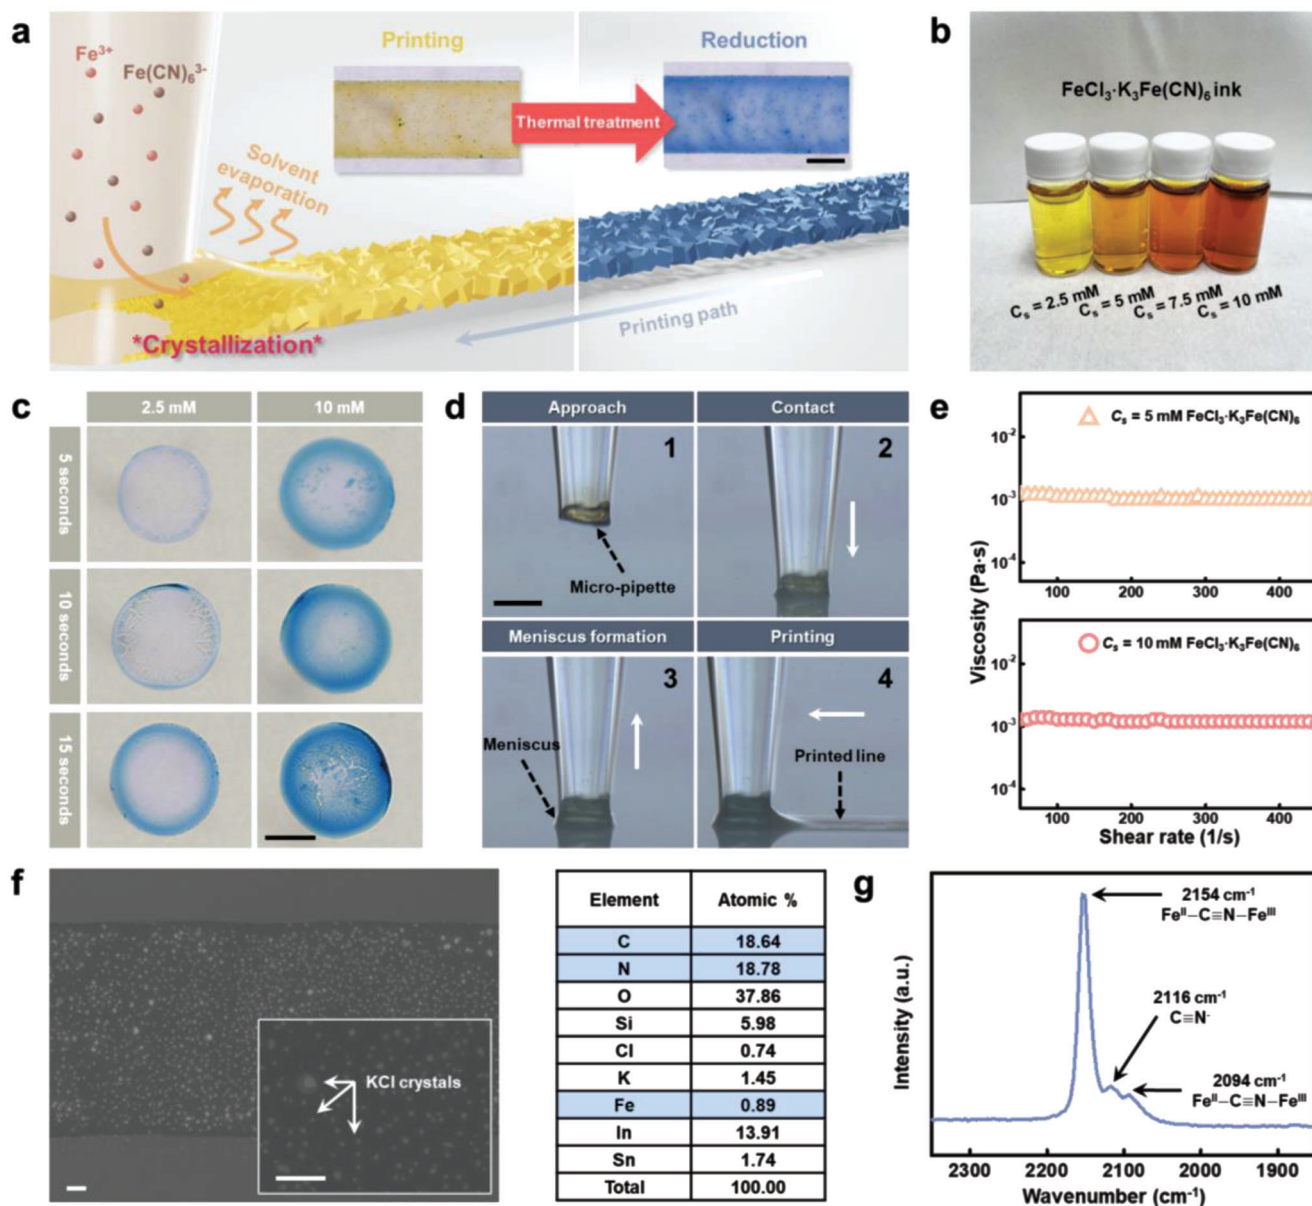 a
Printing
Reduction
Fe³⁺
Fe(CN)₆³⁻
Thermal treatment
Solvent
evaporation
*Crystallization*
Printing path
b
FeCl₃·K₃Fe(CN)₆ ink
Cₛ = 2.5 mM
Cₛ = 5 mM
Cₛ = 7.5 mM
Cₛ = 10 mM
c
2.5 mM
10 mM
5 seconds
10 seconds
15 seconds
d
Approach
Contact
1
2
Micro-pipette
Meniscus formation
Printing
3
4
Meniscus
Printed line
e
Cₛ = 5 mM FeCl₃·K₃Fe(CN)₆
10⁻²
10⁻³
10⁻⁴
100 200 300 400
Viscosity (Pa·s)
Cₛ = 10 mM FeCl₃·K₃Fe(CN)₆
10⁻²
10⁻³
10⁻⁴
100 200 300 400
Shear rate (1/s)
f
KCl crystals
Element Atomic %
C 18.64
N 18.78
O 37.86
Si 5.98
Cl 0.74
K 1.45
Fe 0.89
In 13.91
Sn 1.74
Total 100.00
g
2154 cm⁻¹
Feᴵᴵ–C≡N–Feᴵᴵᴵ
2116 cm⁻¹
C≡N⁻
2094 cm⁻¹
Feᴵᴵ–C≡N–Feᴵᴵᴵ
Intensity (a.u.)
2300 2200 2100 2000 1900
Wavenumber (cm⁻¹)